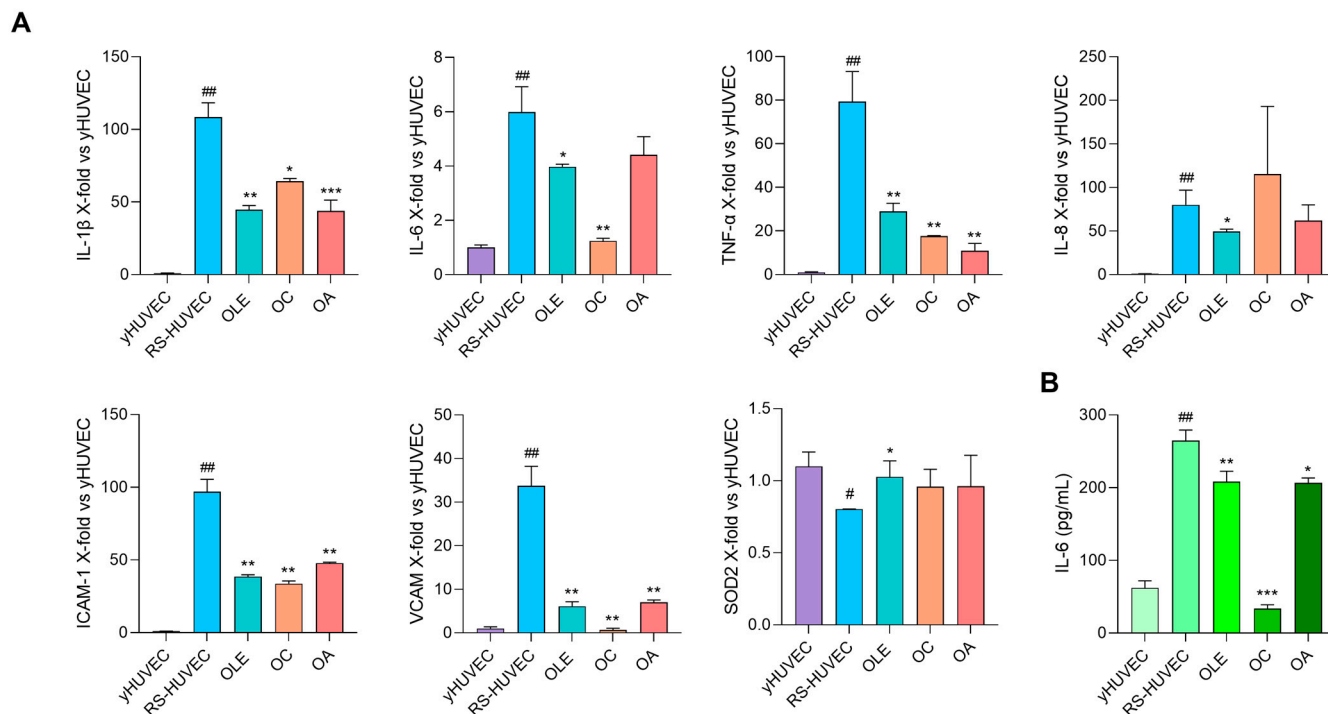 A
IL-1β X-fold vs yHUVEC
150
100
50
0
##
**
*
***
yHUVEC
RS-HUVEC
OLE
OC
OA
IL-6 X-fold vs yHUVEC
8
6
4
2
0
##
*
**
yHUVEC
RS-HUVEC
OLE
OC
OA
TNF-α X-fold vs yHUVEC
100
80
60
40
20
0
##
**
**
**
yHUVEC
RS-HUVEC
OLE
OC
OA
IL-8 X-fold vs yHUVEC
250
200
150
100
50
0
##
*
yHUVEC
RS-HUVEC
OLE
OC
OA
ICAM-1 X-fold vs yHUVEC
150
100
50
0
##
**
**
**
yHUVEC
RS-HUVEC
OLE
OC
OA
VCAM X-fold vs yHUVEC
50
40
30
20
10
0
##
**
**
**
yHUVEC
RS-HUVEC
OLE
OC
OA
SOD2 X-fold vs yHUVEC
1.5
1.0
0.5
0.0
#
*
yHUVEC
RS-HUVEC
OLE
OC
OA
B
IL-6 (pg/mL)
300
200
100
0
##
**
***
*
yHUVEC
RS-HUVEC
OLE
OC
OA